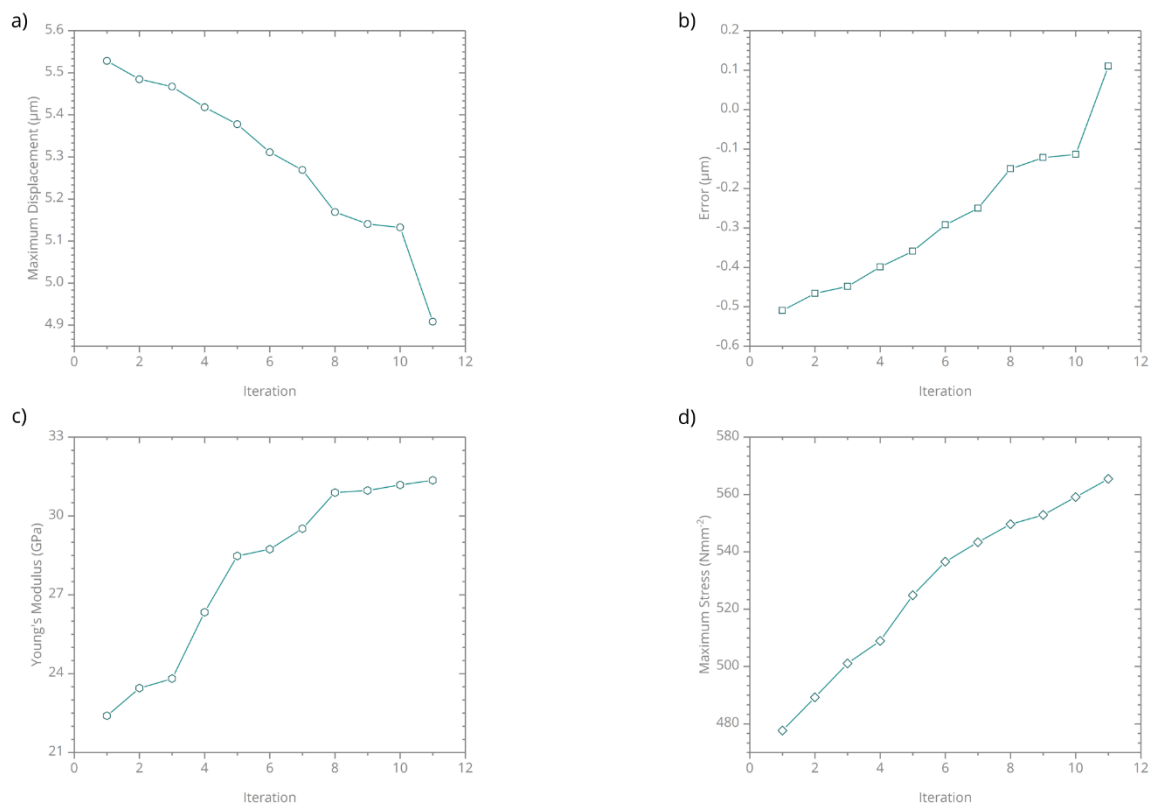 a)
5.6
5.5
5.4
5.3
5.2
5.1
5.0
4.9
Maximum Displacement (μm)
0 2 4 6 8 10 12
Iteration
b)
0.2
0.1
0.0
-0.1
-0.2
-0.3
-0.4
-0.5
-0.6
Error (μm)
0 2 4 6 8 10 12
Iteration
c)
33
30
27
24
21
Young's Modulus (GPa)
0 2 4 6 8 10 12
Iteration
d)
580
560
540
520
500
480
Maximum Stress (Nmm⁻²)
0 2 4 6 8 10 12
Iteration